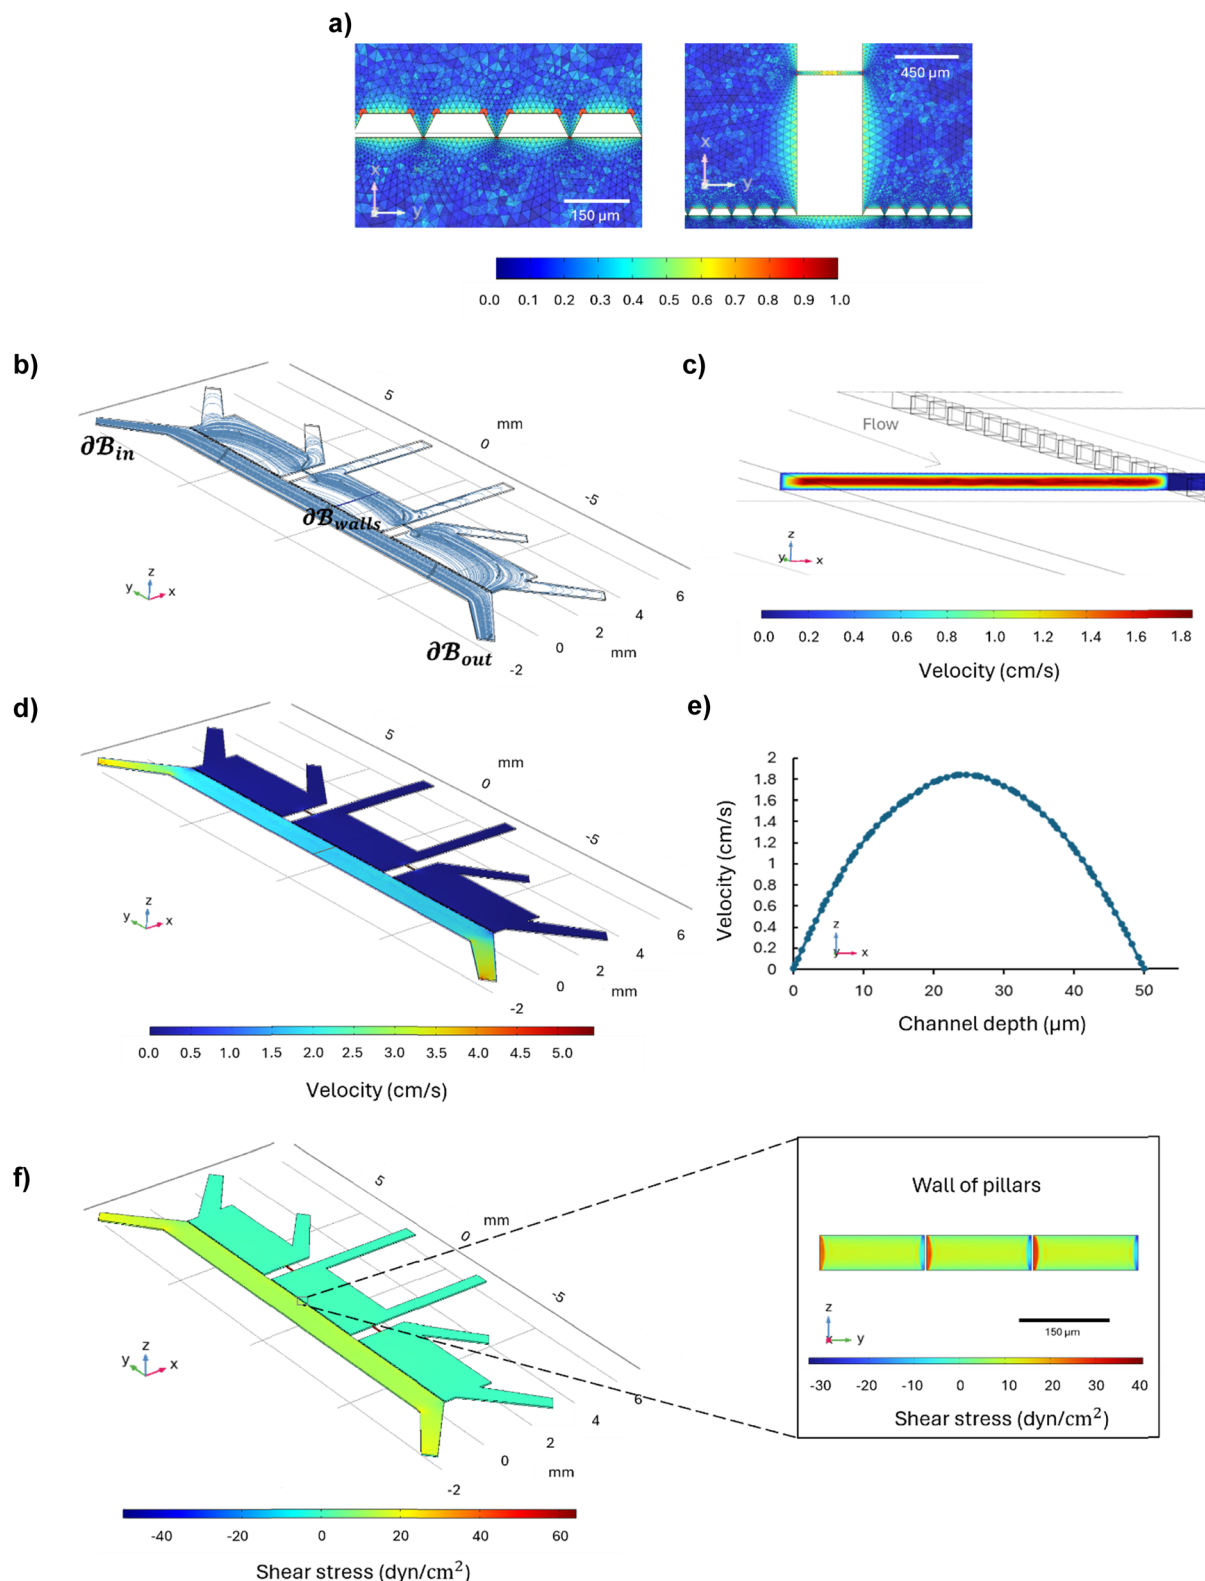 a)
450 µm
x
y
150 µm
x
y
0.0 0.1 0.2 0.3 0.4 0.5 0.6 0.7 0.8 0.9 1.0
b)
5
mm
0
-5
∂ℬin
∂ℬwalls
z
y
x
6
4
2
0
mm
-2
∂ℬout
c)
Flow
z
y
x
0.0 0.2 0.4 0.6 0.8 1.0 1.2 1.4 1.6 1.8
Velocity (cm/s)
d)
5
mm
0
-5
z
y
x
6
4
2
mm
0
-2
0.0 0.5 1.0 1.5 2.0 2.5 3.0 3.5 4.0 4.5 5.0
Velocity (cm/s)
e)
2
1.8
1.6
1.4
1.2
1
0.8
0.6
0.4
0.2
0
Velocity (cm/s)
z
y
x
0 10 20 30 40 50
Channel depth (µm)
f)
5
mm
0
-5
z
y
x
6
4
2
mm
0
-2
-40 -20 0 20 40 60
Shear stress (dyn/cm²)
Wall of pillars
z
x
y
150 µm
-30 -20 -10 0 10 20 30 40
Shear stress (dyn/cm²)